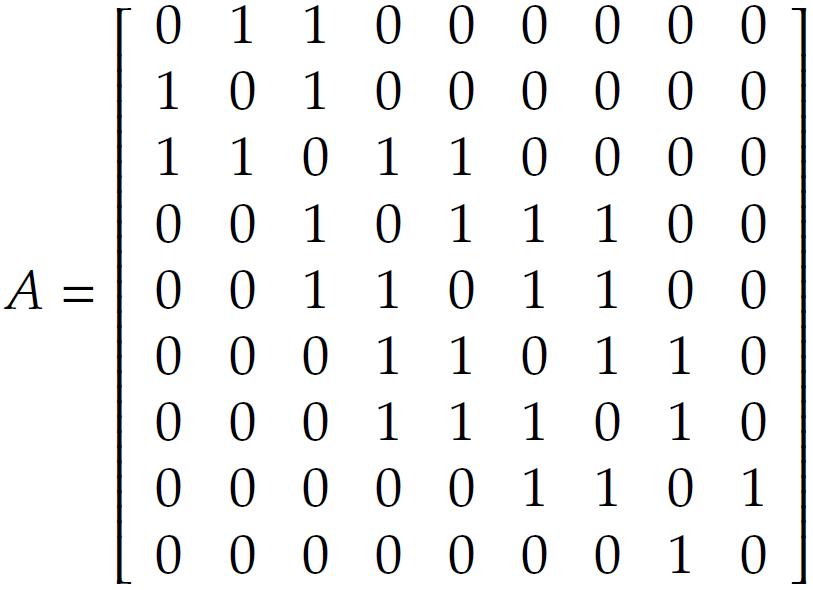 0 1 1 0 0 0 0 0 0
1 0 1 0 0 0 0 0 0
1 1 0 1 1 0 0 0 0
0 0 1 0 1 1 1 0 0
A = 0 0 1 1 0 1 1 0 0
0 0 0 1 1 0 1 1 0
0 0 0 1 1 1 0 1 0
0 0 0 0 0 1 1 0 1
0 0 0 0 0 0 0 1 0